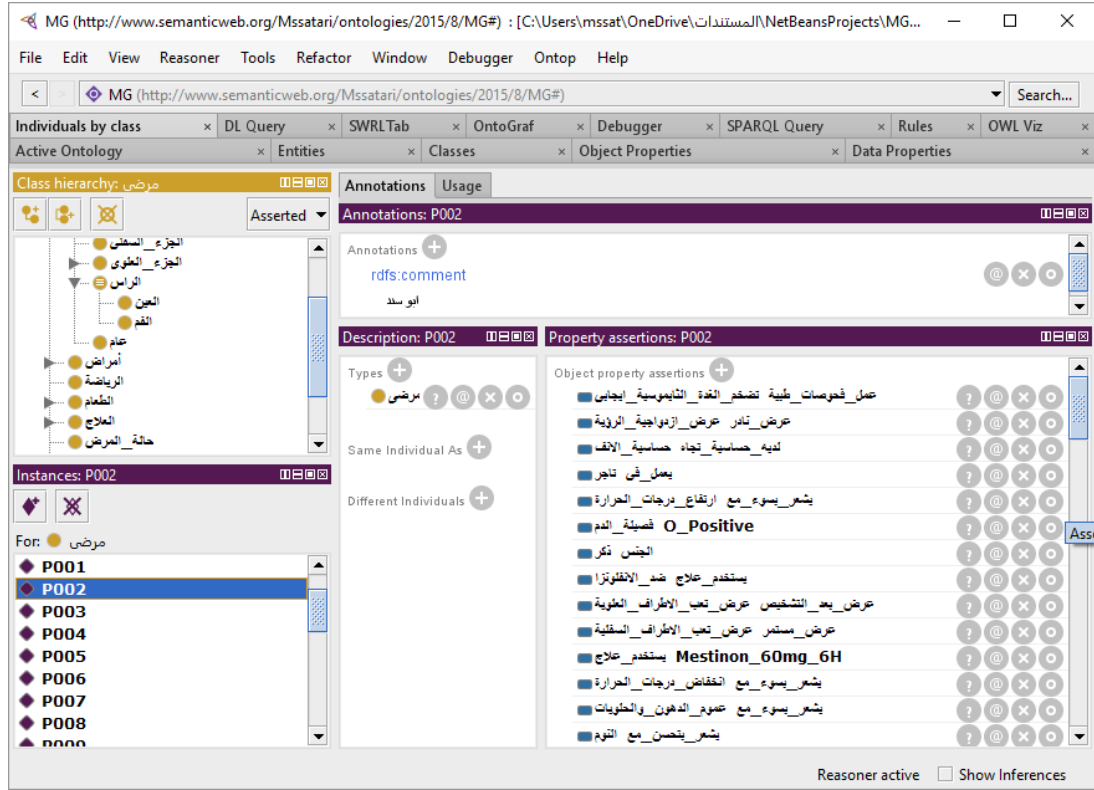 MG (http://www.semanticweb.org/Mssatari/ontologies/2015/8/MG#) : [C:\Users\mssat\OneDrive\المستندات\NetBeansProjects\MG...
File Edit View Reasoner Tools Refactor Window Debugger Ontop Help
< > MG (http://www.semanticweb.org/Mssatari/ontologies/2015/8/MG#) Search...
Individuals by class × DL Query × SWRLTab × OntoGraf × Debugger × SPARQL Query × Rules × OWL Viz ×
Active Ontology × Entities × Classes × Object Properties × Data Properties ×
Class hierarchy: مرضى
Asserted
الجزء_السفلي
الجزء_العلوي
الراس
العين
الفم
عام
أمراض
الرياضة
الطعام
العلاج
حالة_المرض
Instances: P002
For: مرضى
P001
P002
P003
P004
P005
P006
P007
P008
P009
Annotations Usage
Annotations: P002
Annotations
rdfs:comment
ابو سند
Description: P002
Types
مرضى
Same Individual As
Different Individuals
Property assertions: P002
Object property assertions
عمل_فحوصات_طبية تضخم_الغدة_الثايموسية_ايجابي
عرض_نادر عرض_ازدواجية_الرؤية
لديه_حساسية_تجاه حساسية_الانف
يعمل_في تاجر
يشعر_بسوء_مع ارتفاع_درجات_الحرارة
فصيلة_الدم O_Positive
الجنس ذكر
يستخدم_علاج ضد_الانفلونزا
عرض_بعد_التشخيص عرض_تعب_الاطراف_العلوية
عرض_مستمر عرض_تعب_الاطراف_السفلية
يستخدم_علاج Mestinon_60mg_6H
يشعر_بسوء_مع انخفاض_درجات_الحرارة
يشعر_بسوء_مع عموم_الدهون_والحلويات
يشعر_بتحسن_مع النوم
Asse
Reasoner active Show Inferences